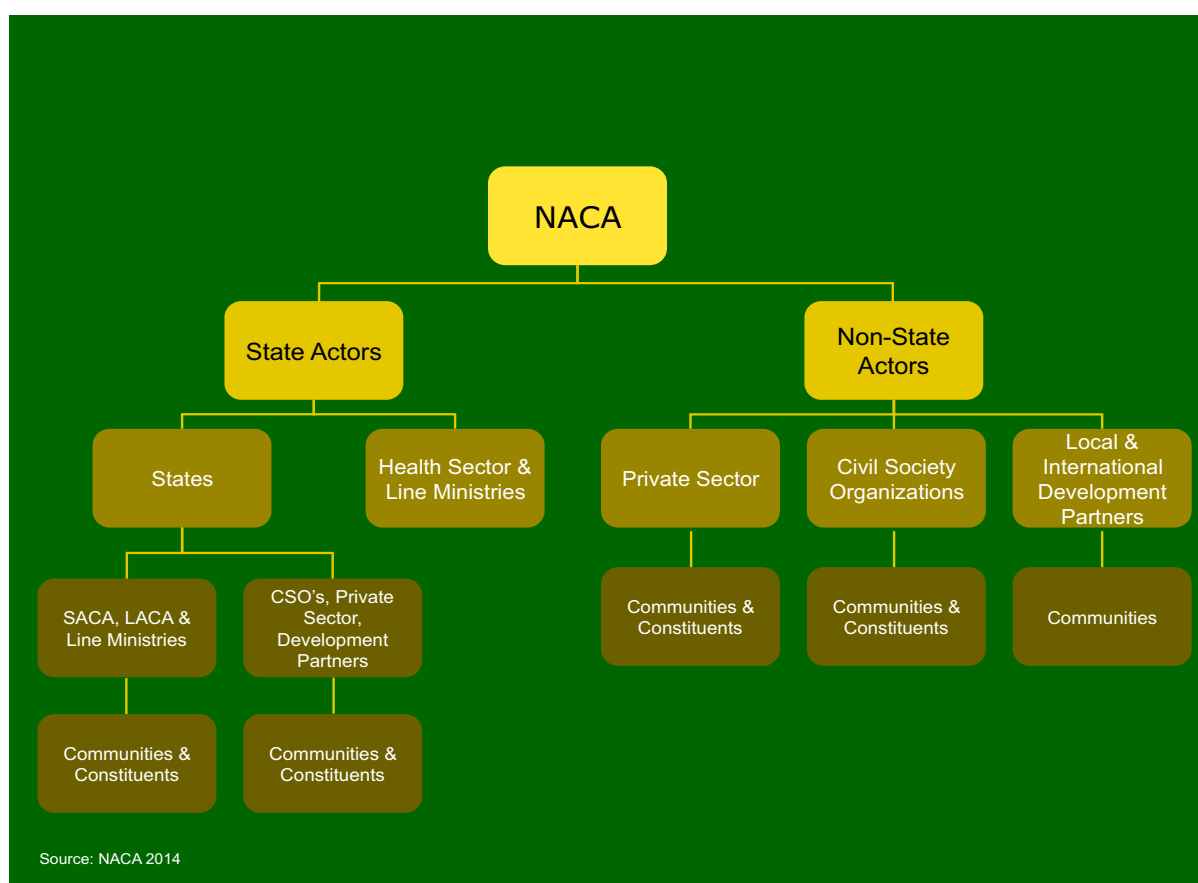 NACA
State Actors
Non-State
Actors
States
Health Sector &
Line Ministries
Private Sector
Civil Society
Organizations
Local &
International
Development
Partners
SACA, LACA &
Line Ministries
CSO’s, Private
Sector,
Development
Partners
Communities &
Constituents
Communities &
Constituents
Communities
Communities &
Constituents
Communities &
Constituents
Source: NACA 2014